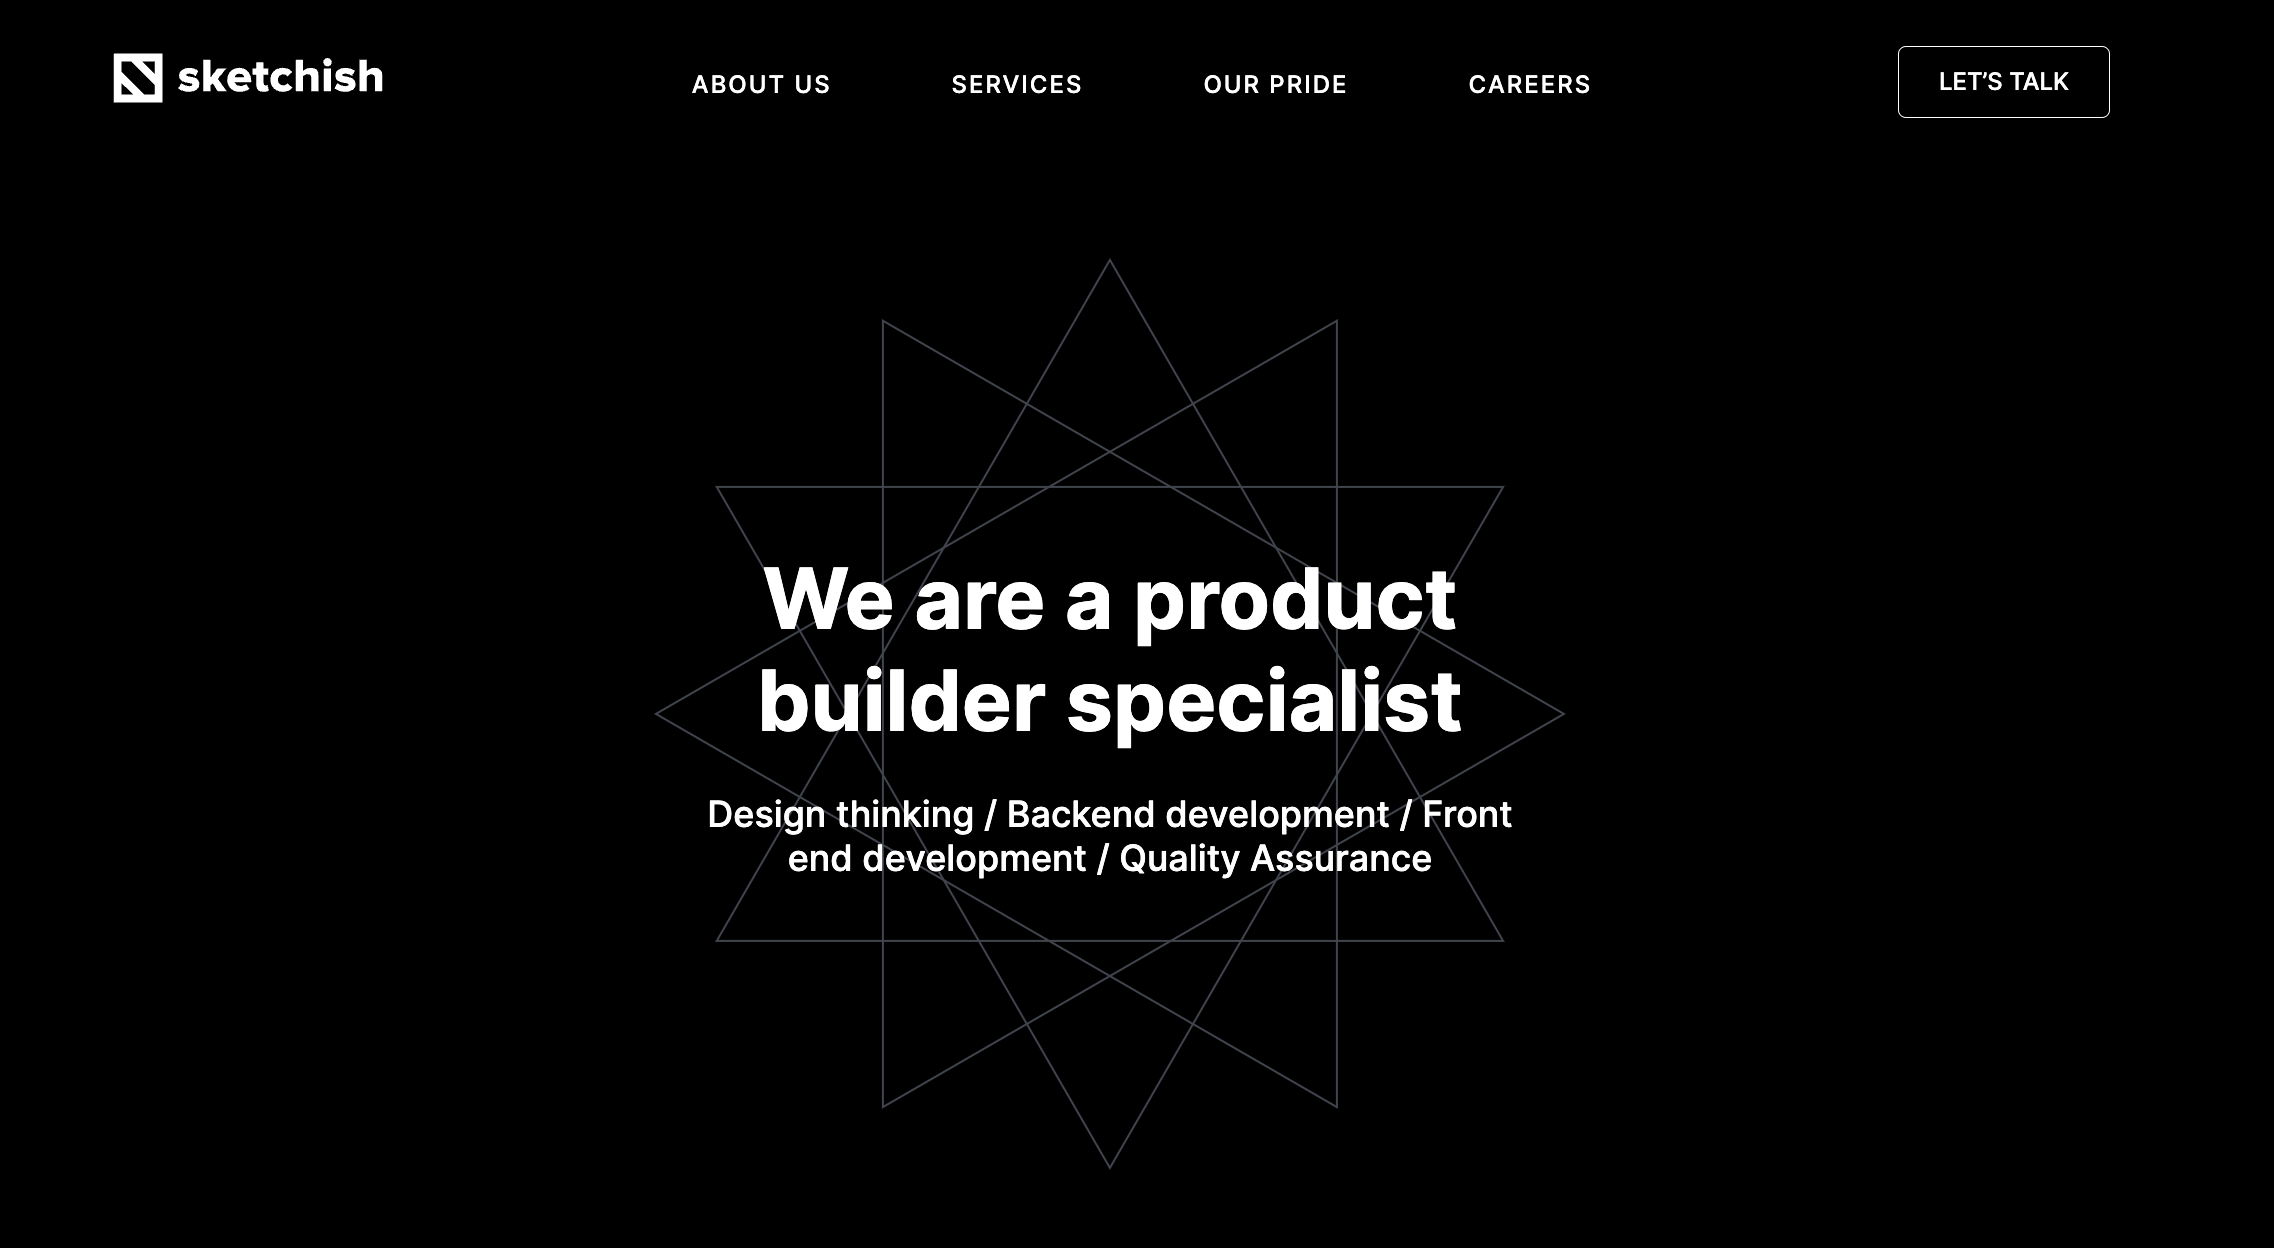 sketchish
ABOUT US
SERVICES
OUR PRIDE
CAREERS
LET’S TALK
We are a product
builder specialist
Design thinking / Backend development / Front
end development / Quality Assurance